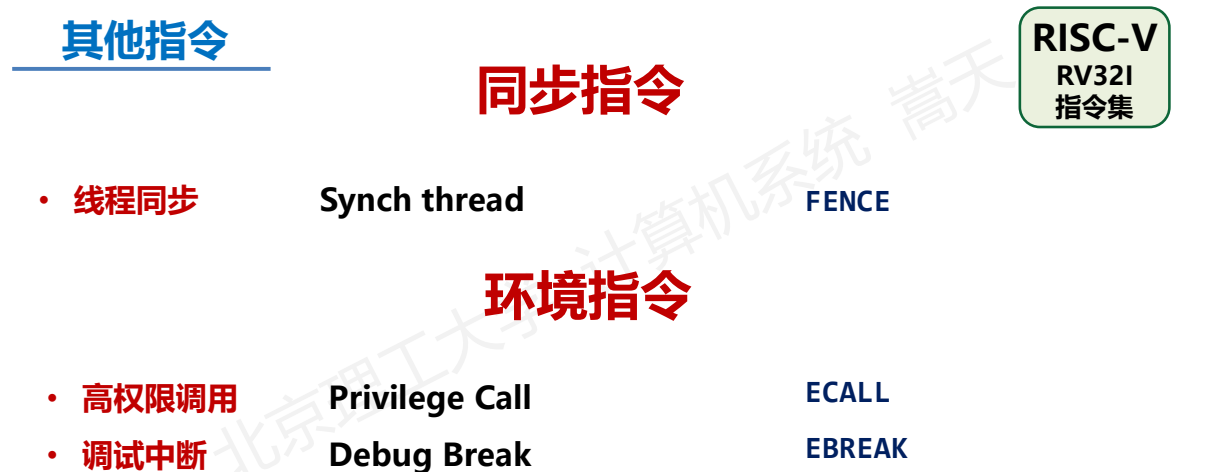 其他指令
RISC-V
RV32I
指令集
同步指令
• 线程同步 Synch thread FENCE
环境指令
• 高权限调用 Privilege Call ECALL
• 调试中断 Debug Break EBREAK
北京理工大学 计算机系统 嵩天